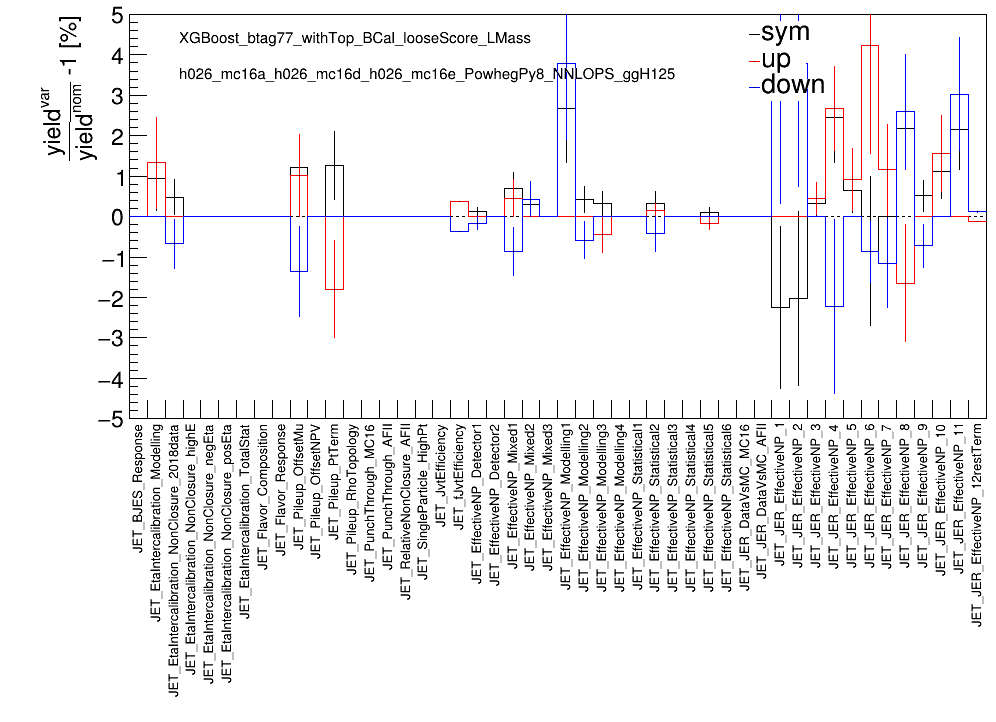 XGBoost_btag77_withTop_BCal_looseScore_LMass
h026_mc16a_h026_mc16d_h026_mc16e_PowhegPy8_NNLOPS_ggH125
sym
up
down
yield^var
yield^nom
-1 [%]
5
4
3
2
1
0
−1
−2
−3
−4
−5
JET_BJES_Response
JET_EtaIntercalibration_Modelling
JET_EtaIntercalibration_NonClosure_2018data
JET_EtaIntercalibration_NonClosure_highE
JET_EtaIntercalibration_NonClosure_negEta
JET_EtaIntercalibration_NonClosure_posEta
JET_EtaIntercalibration_TotalStat
JET_Flavor_Composition
JET_Flavor_Response
JET_Pileup_OffsetMu
JET_Pileup_OffsetNPV
JET_Pileup_PtTerm
JET_Pileup_RhoTopology
JET_PunchThrough_MC16
JET_PunchThrough_AFII
JET_RelativeNonClosure_AFII
JET_SingleParticle_HighPt
JET_JvtEfficiency
JET_fJvtEfficiency
JET_EffectiveNP_Detector1
JET_EffectiveNP_Detector2
JET_EffectiveNP_Mixed1
JET_EffectiveNP_Mixed2
JET_EffectiveNP_Mixed3
JET_EffectiveNP_Modelling1
JET_EffectiveNP_Modelling2
JET_EffectiveNP_Modelling3
JET_EffectiveNP_Modelling4
JET_EffectiveNP_Statistical1
JET_EffectiveNP_Statistical2
JET_EffectiveNP_Statistical3
JET_EffectiveNP_Statistical4
JET_EffectiveNP_Statistical5
JET_EffectiveNP_Statistical6
JET_JER_DataVsMC_MC16
JET_JER_DataVsMC_AFII
JET_JER_EffectiveNP_1
JET_JER_EffectiveNP_2
JET_JER_EffectiveNP_3
JET_JER_EffectiveNP_4
JET_JER_EffectiveNP_5
JET_JER_EffectiveNP_6
JET_JER_EffectiveNP_7
JET_JER_EffectiveNP_8
JET_JER_EffectiveNP_9
JET_JER_EffectiveNP_10
JET_JER_EffectiveNP_11
JET_JER_EffectiveNP_12restTerm